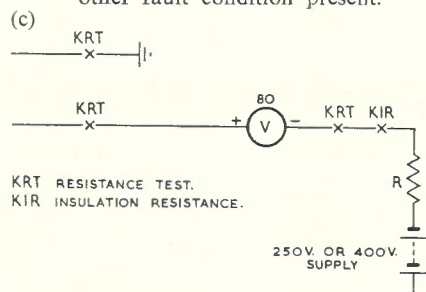 other fault condition present.
(c)
KRT
KRT
80
+ V − KRT KIR
R
KRT RESISTANCE TEST.
KIR INSULATION RESISTANCE.
250V. OR 400V.
SUPPLY